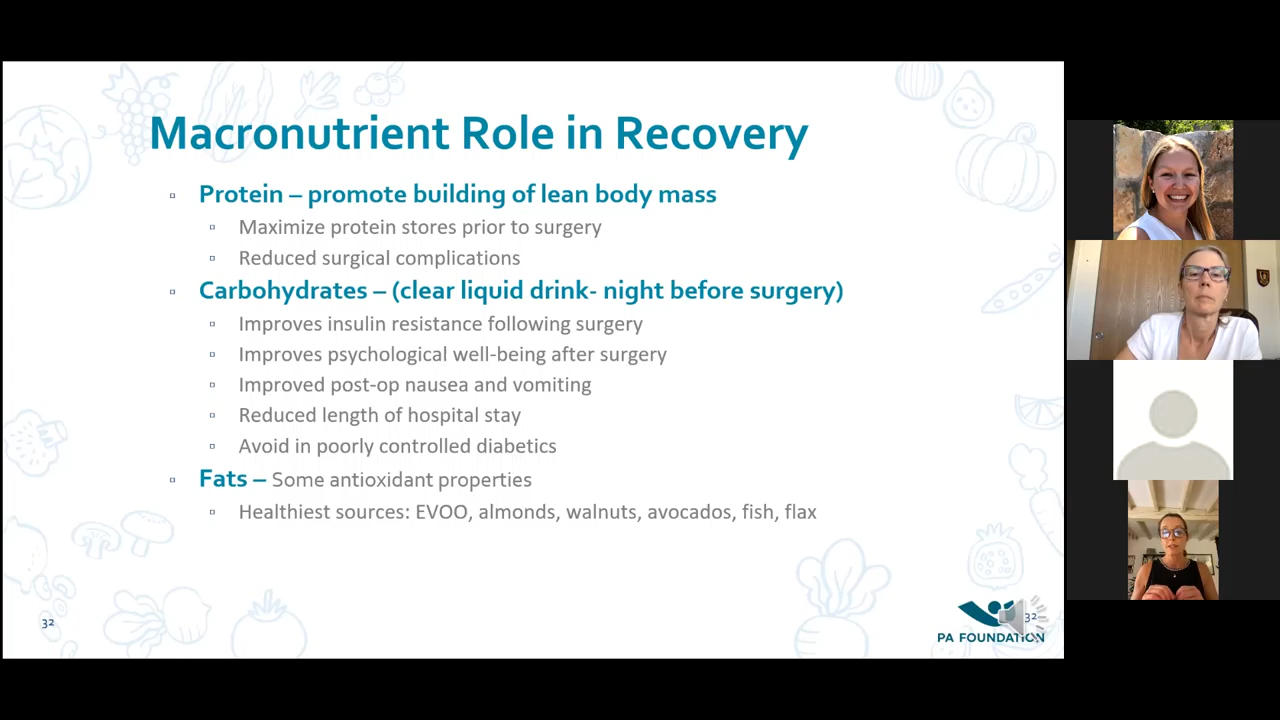 Macronutrient Role in Recovery
Protein – promote building of lean body mass
Maximize protein stores prior to surgery
Reduced surgical complications
Carbohydrates – (clear liquid drink- night before surgery)
Improves insulin resistance following surgery
Improves psychological well-being after surgery
Improved post-op nausea and vomiting
Reduced length of hospital stay
Avoid in poorly controlled diabetics
Fats – Some antioxidant properties
Healthiest sources: EVOO, almonds, walnuts, avocados, fish, flax
32
32
PA FOUNDATION